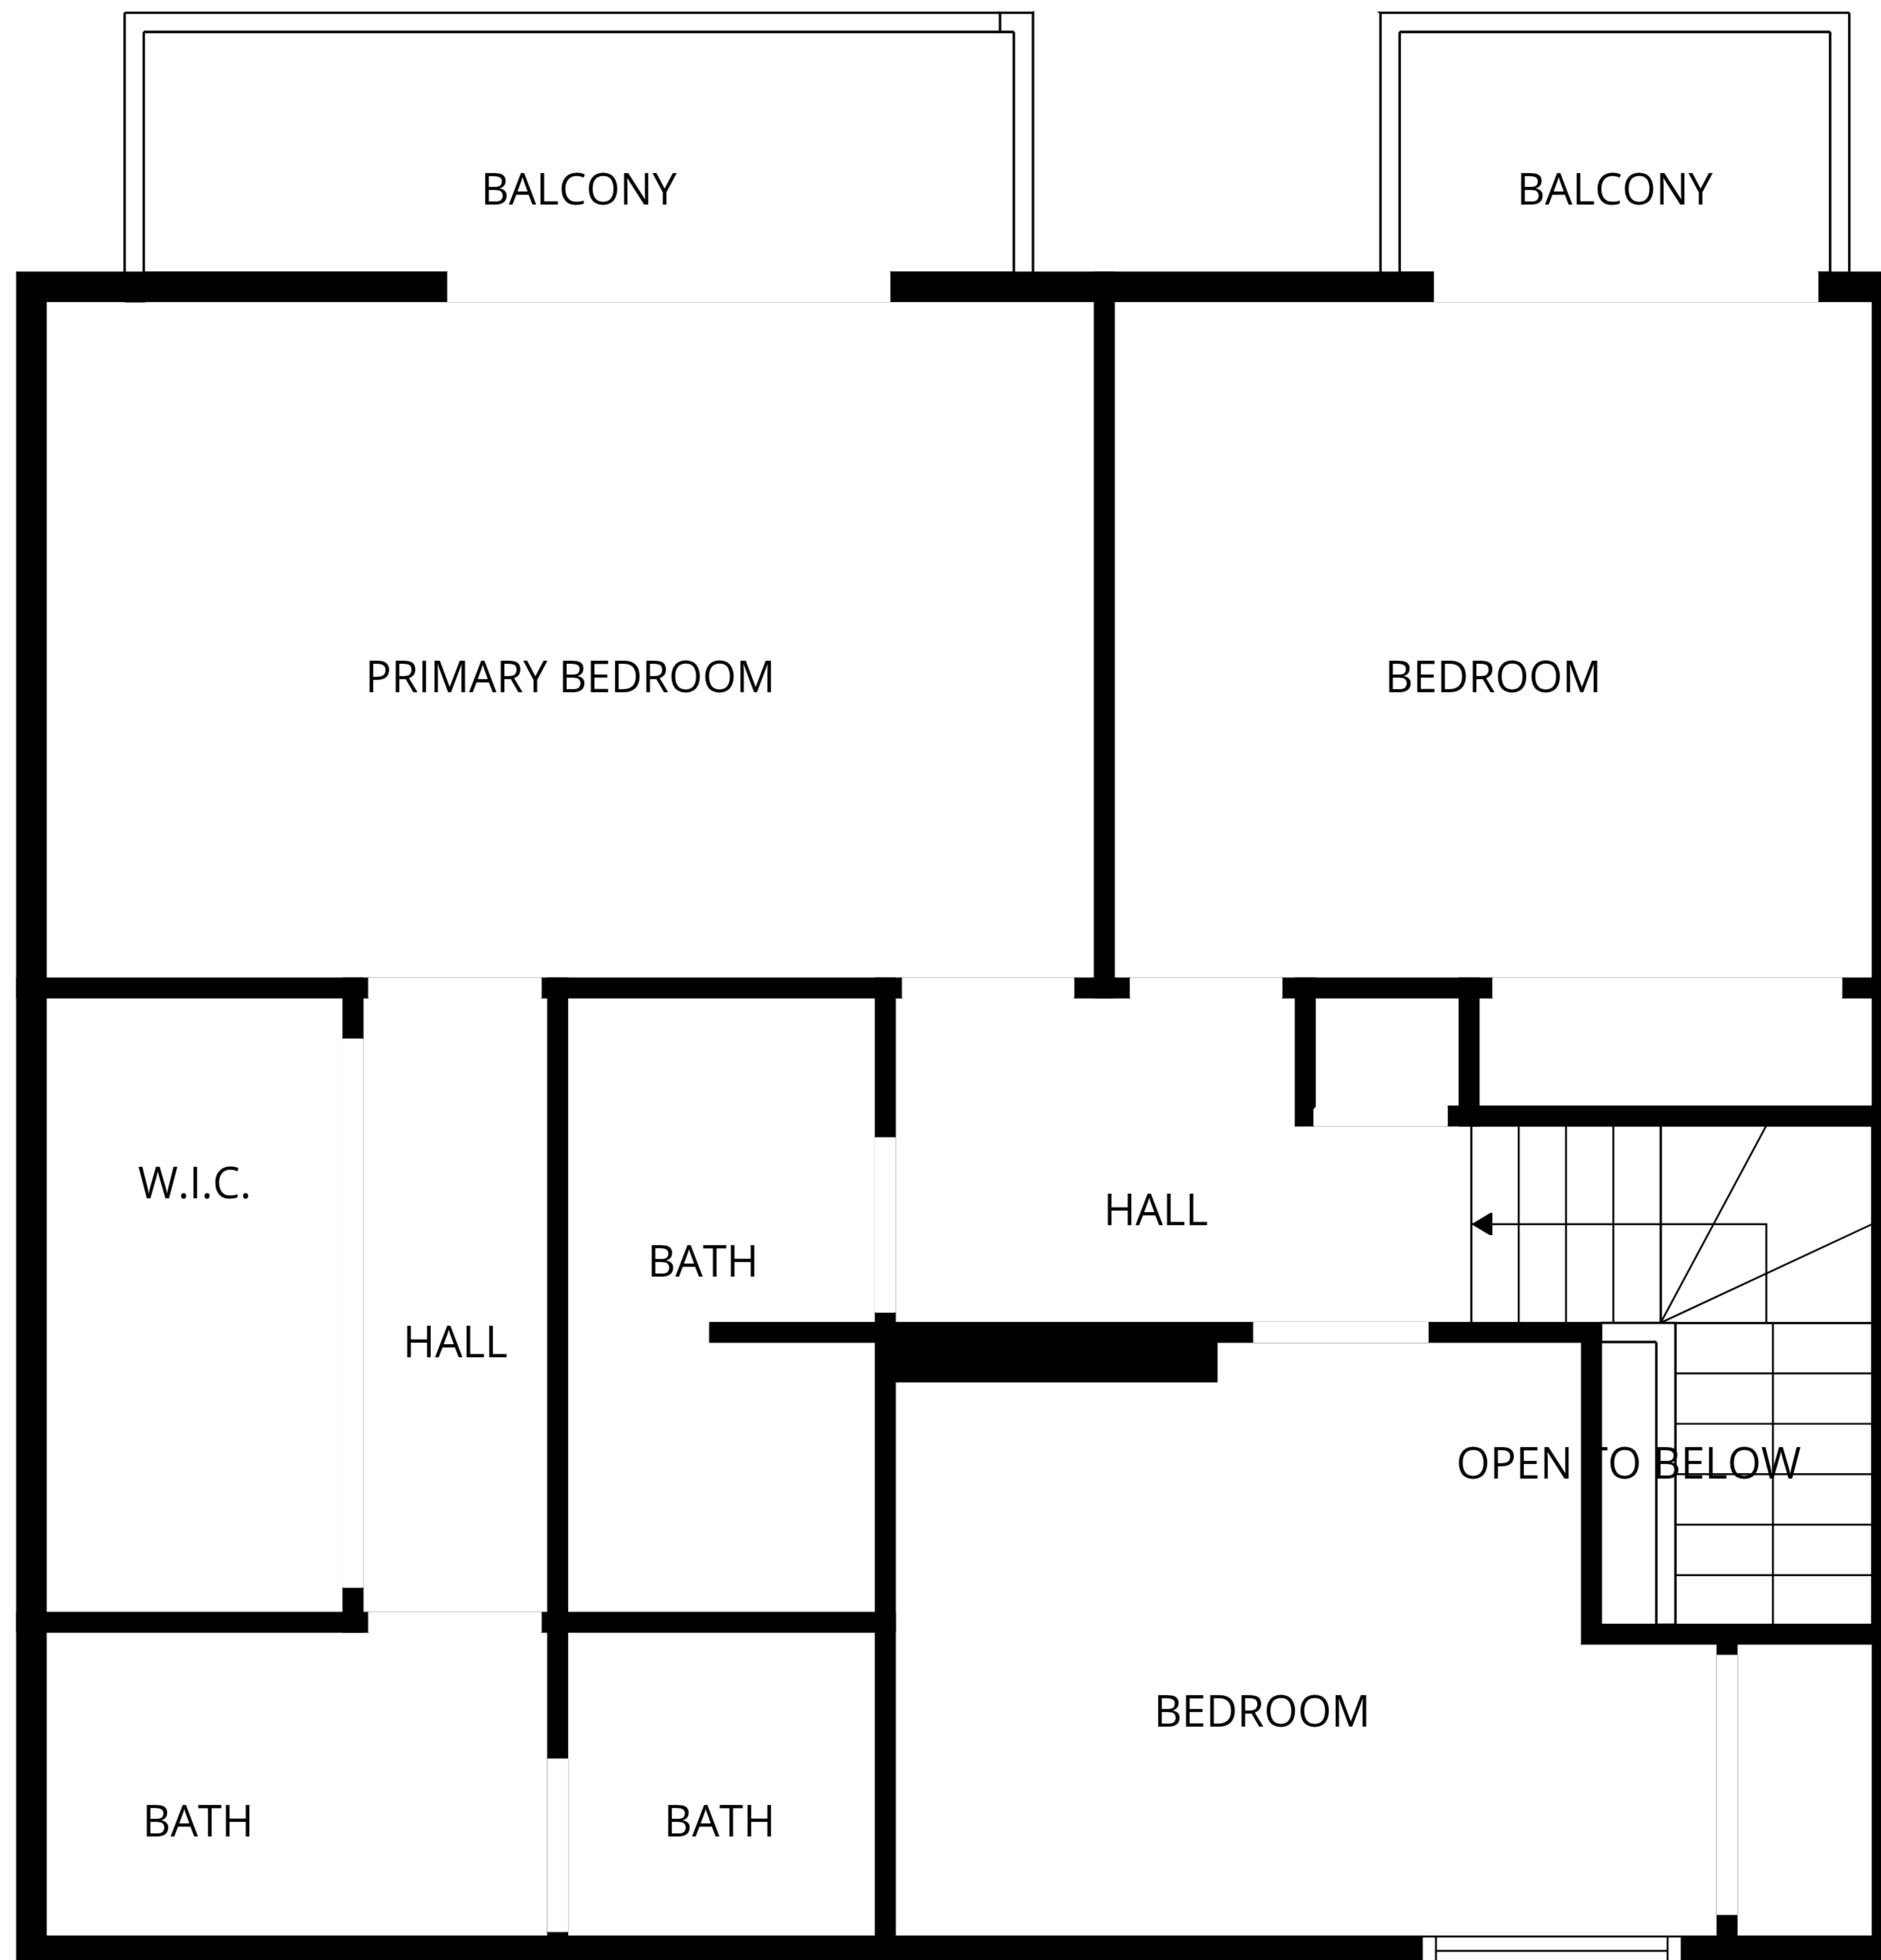 BALCONY
BALCONY
PRIMARY BEDROOM
BEDROOM
W.I.C.
HALL
BATH
HALL
OPEN TO BELOW
BEDROOM
BATH
BATH